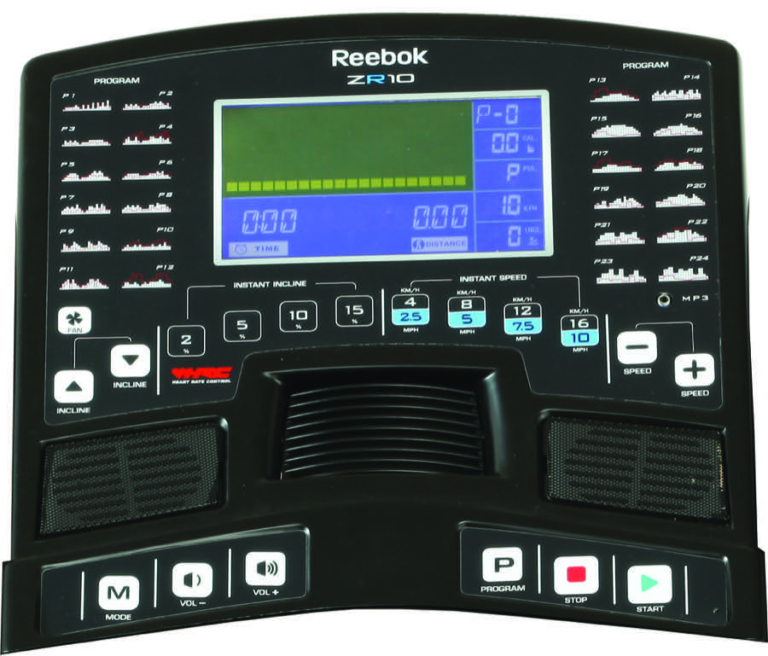 Reebok
ZR10
PROGRAM
PROGRAM
P1
P2
P3
P4
P5
P6
P7
P8
P9
P10
P11
P12
P13
P14
P15
P16
P17
P18
P19
P20
P21
P22
P23
P24
P-0
0.0 CAL
P PUL
10 KPH
0
0:00
0.00
TIME
DISTANCE
MP3
INSTANT INCLINE
2 %
5 %
10 %
15 %
INSTANT SPEED
KM/H 4 2.5 MPH
KM/H 8 5 MPH
KM/H 12 7.5 MPH
KM/H 16 10 MPH
FAN
INCLINE
INCLINE
HRC
HEART RATE CONTROL
SPEED
SPEED
M
MODE
VOL -
VOL +
P
PROGRAM
STOP
START